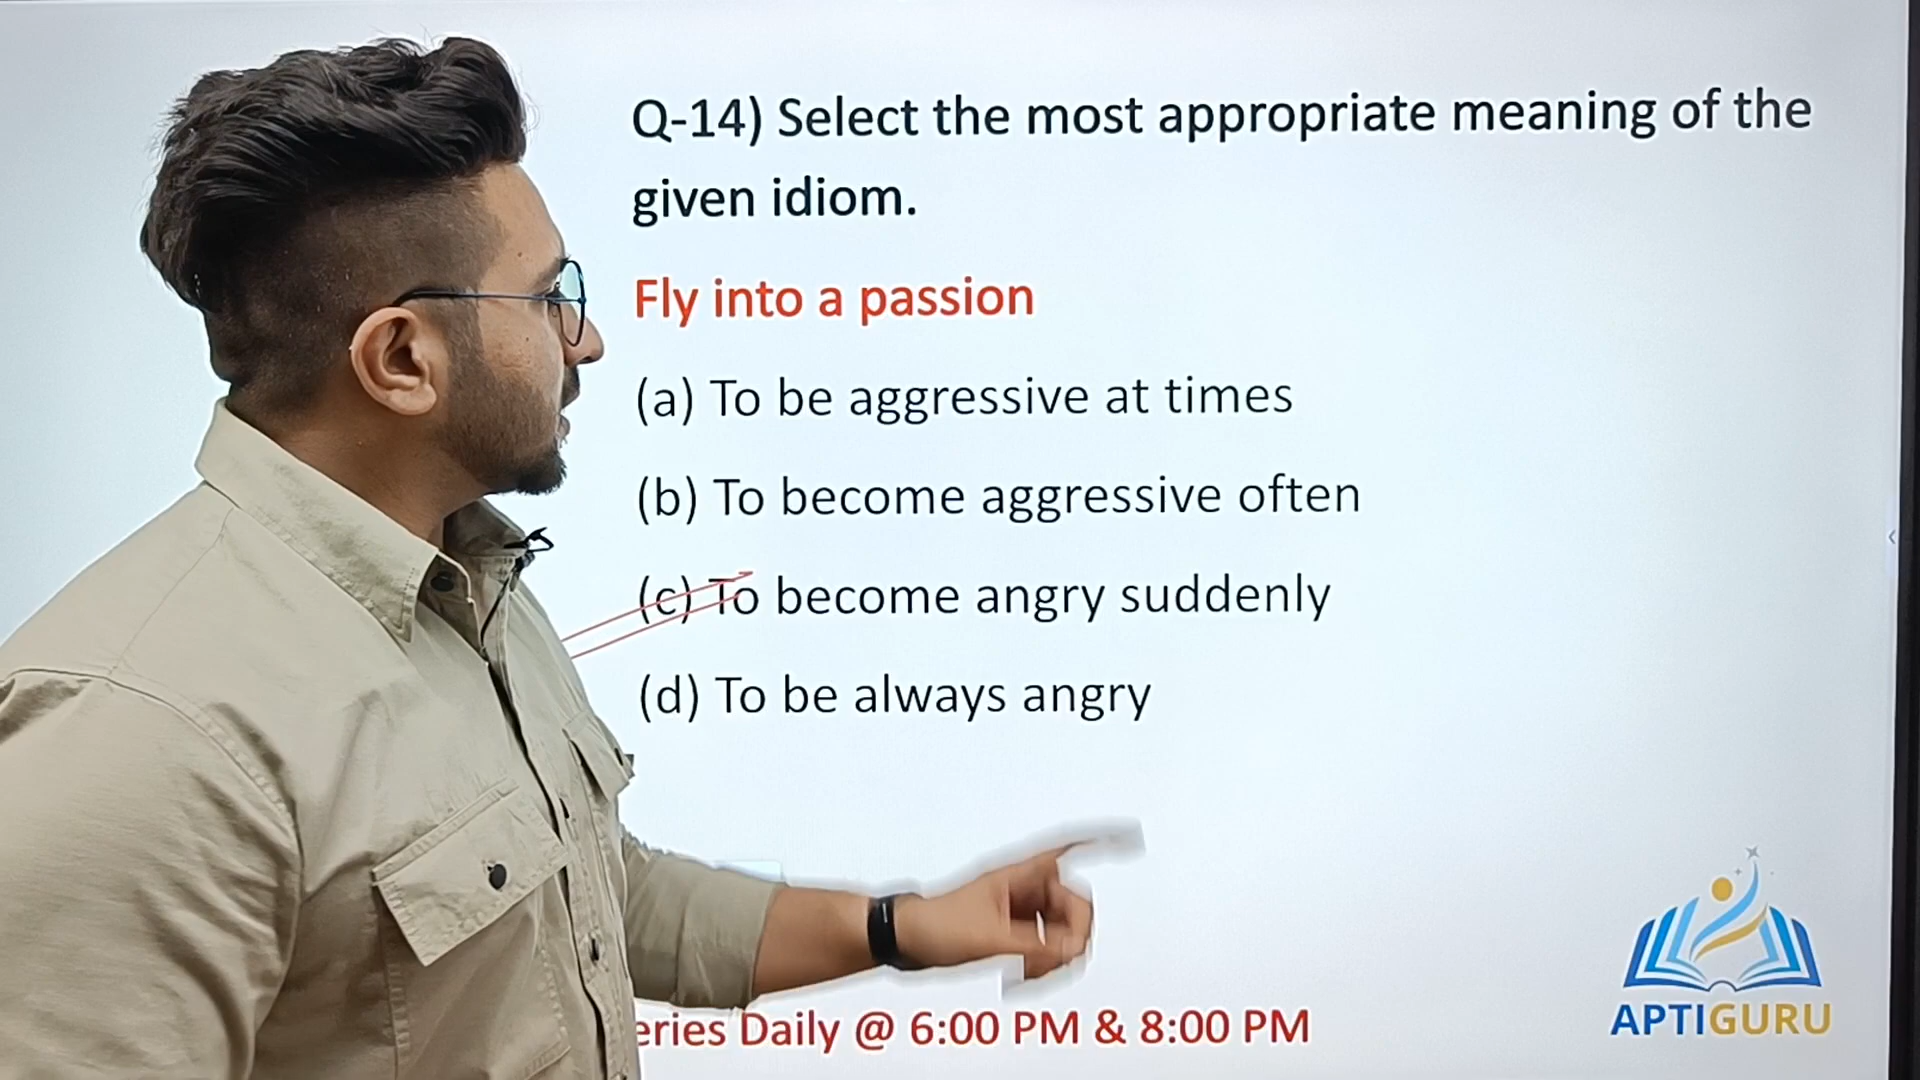 Q-14) Select the most appropriate meaning of the
given idiom.
Fly into a passion
(a) To be aggressive at times
(b) To become aggressive often
(c) To become angry suddenly
(d) To be always angry
eries Daily @ 6:00 PM & 8:00 PM
APTIGURU